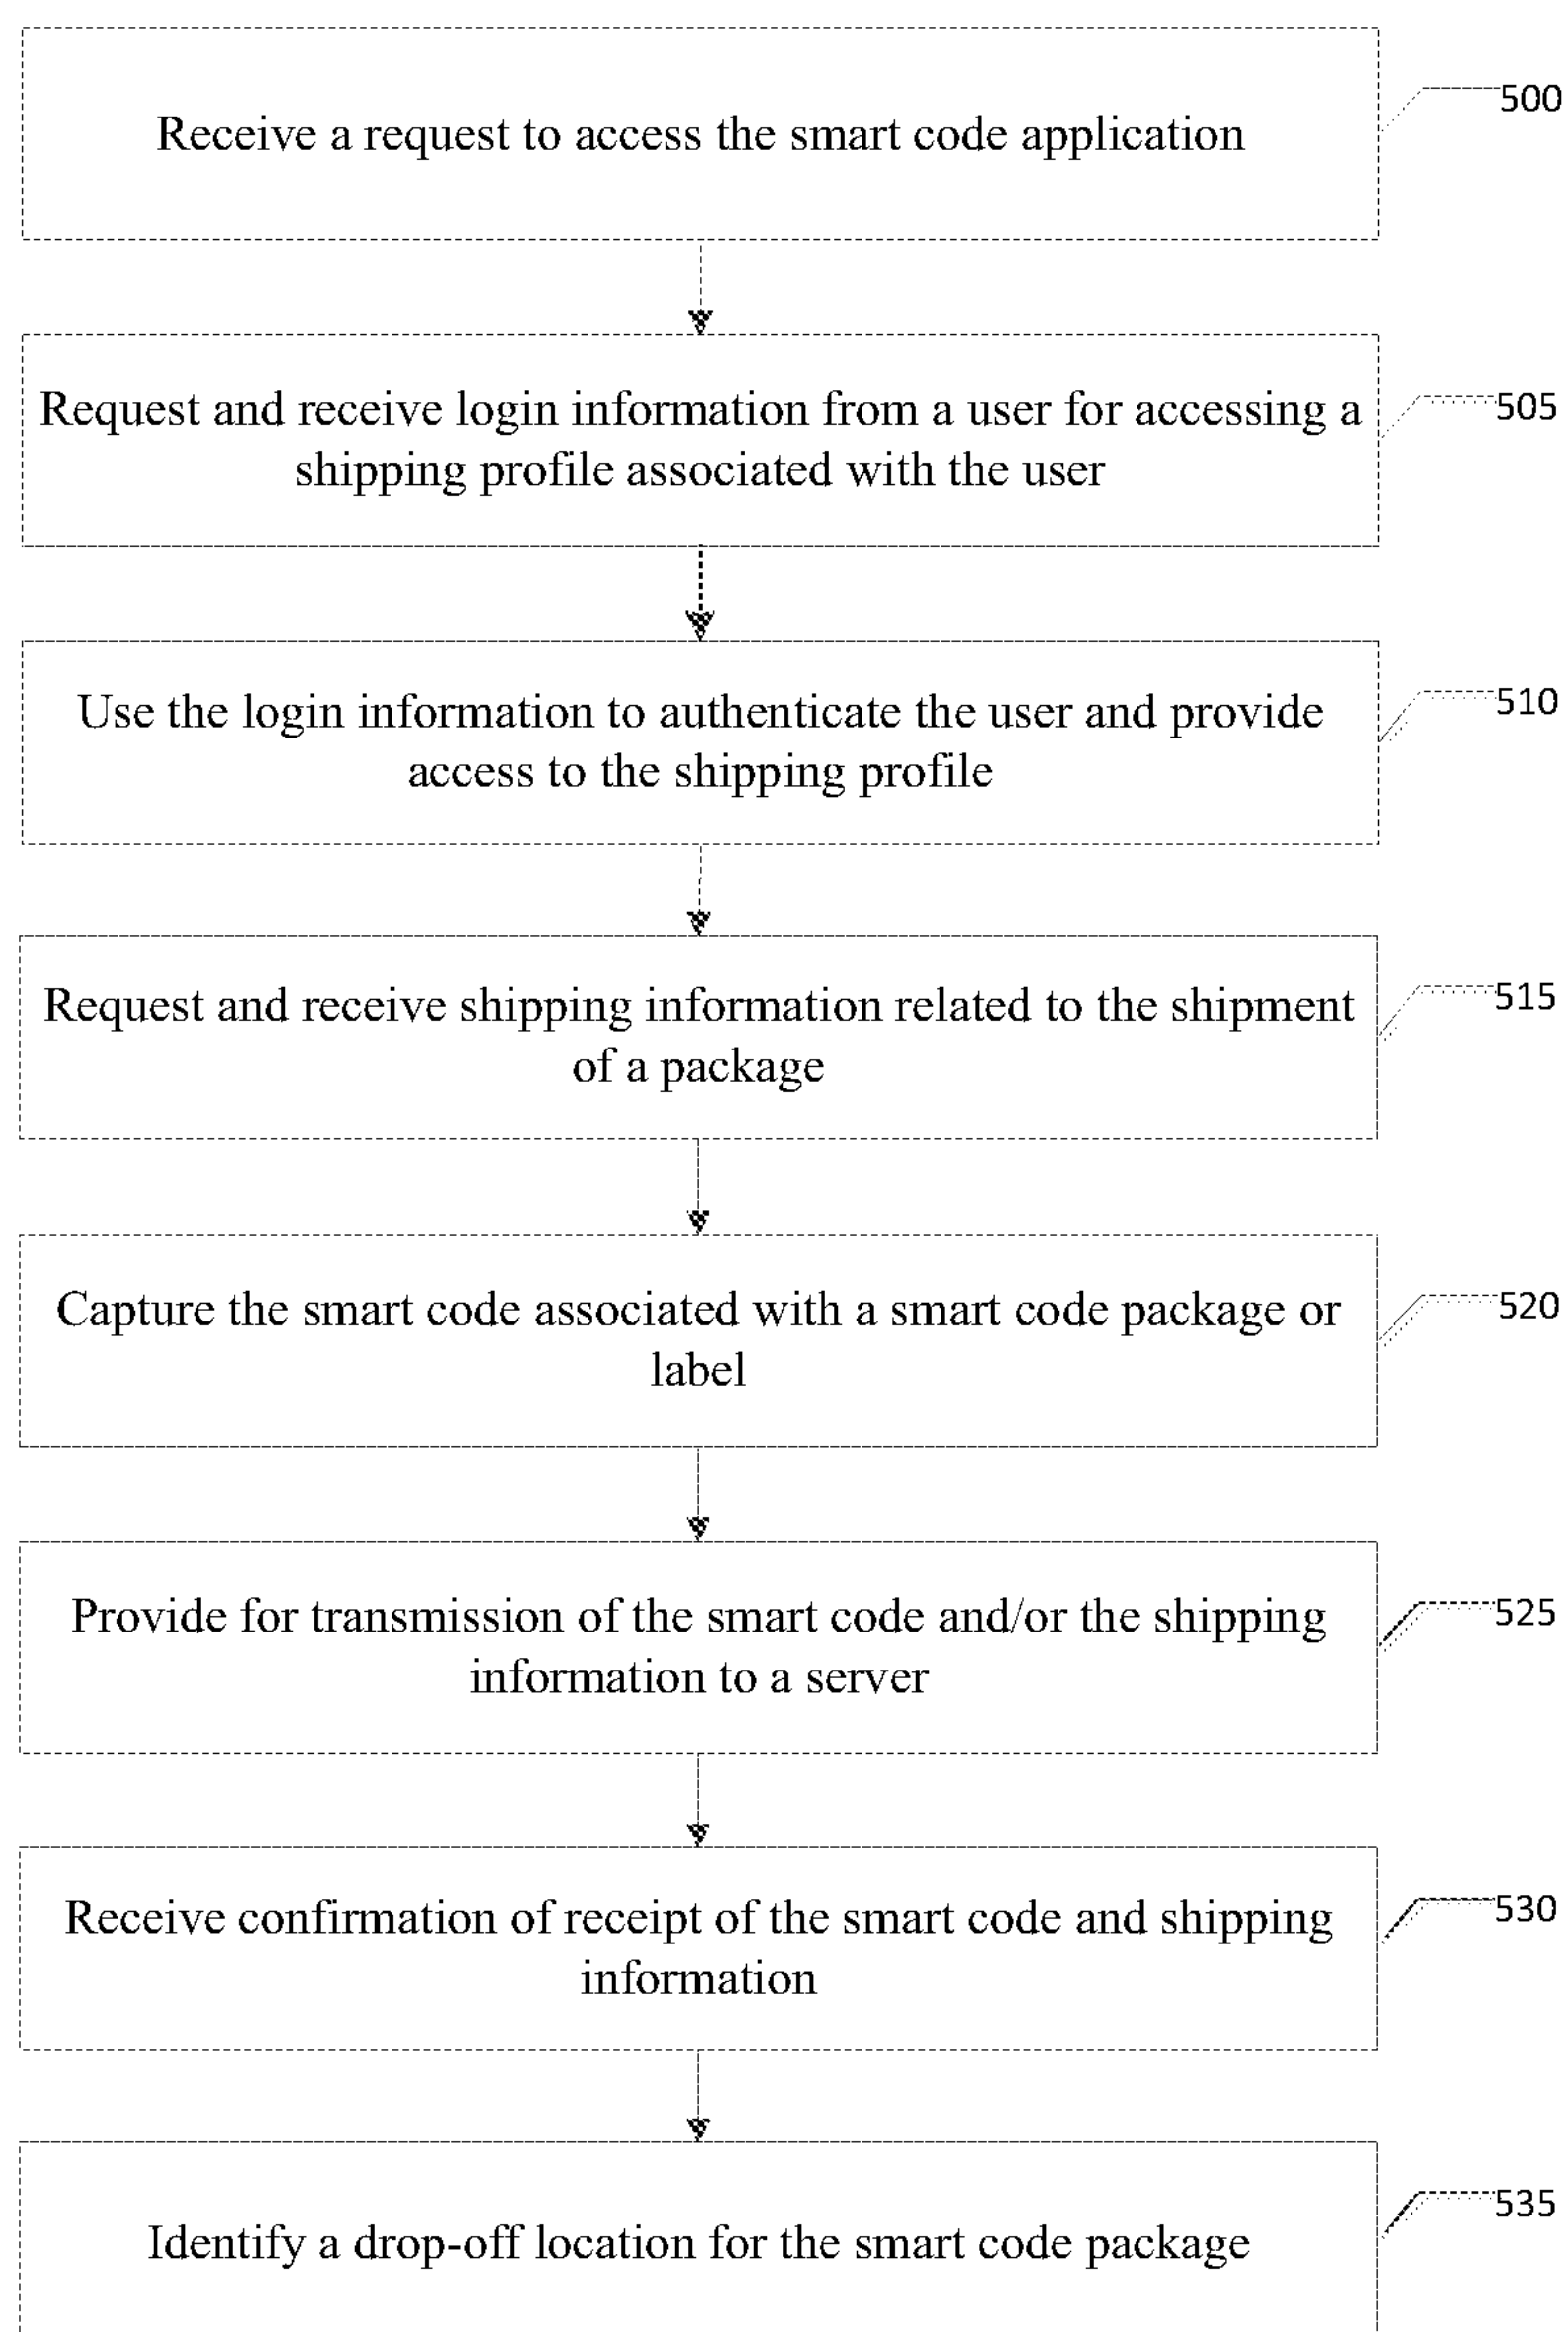 Receive a request to access the smart code application
500
Request and receive login information from a user for accessing a
shipping profile associated with the user
505
Use the login information to authenticate the user and provide
access to the shipping profile
510
Request and receive shipping information related to the shipment
of a package
515
Capture the smart code associated with a smart code package or
label
520
Provide for transmission of the smart code and/or the shipping
information to a server
525
Receive confirmation of receipt of the smart code and shipping
information
530
Identify a drop-off location for the smart code package
535